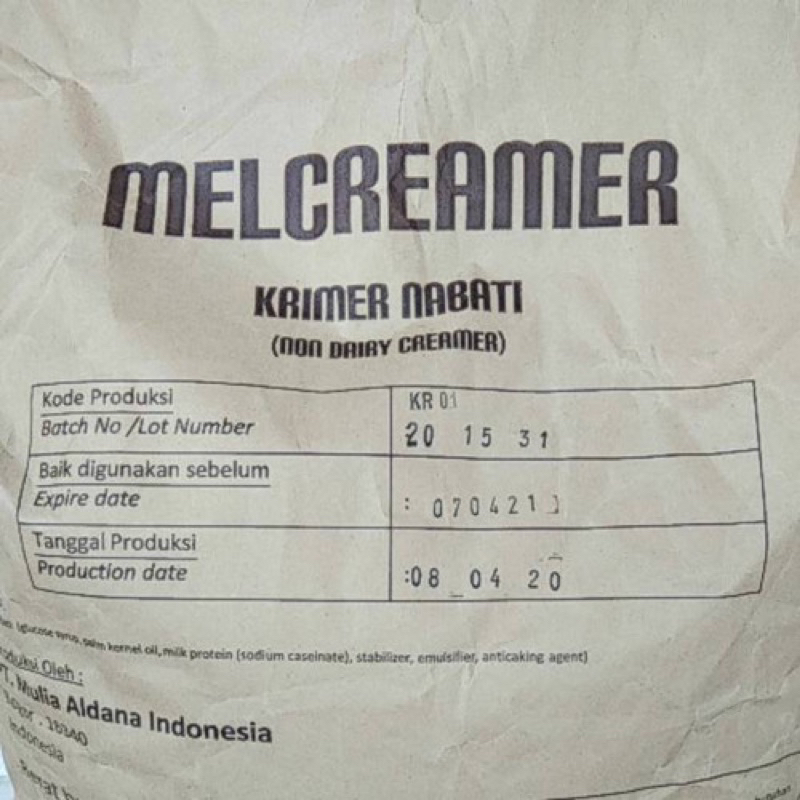 MELCREAMER
KRIMER NABATI
(NON DAIRY CREAMER)
Kode Produksi
Batch No /Lot Number
KR 01
20 15 31
Baik digunakan sebelum
Expire date
: 070421
Tanggal Produksi
Production date
:08 04 20
(glucose syrup, palm kernel oil, milk protein (sodium caseinate), stabilizer, emulsifier, anticaking agent)
Oleh :
Mulia Aldana Indonesia
16340
Indonesia